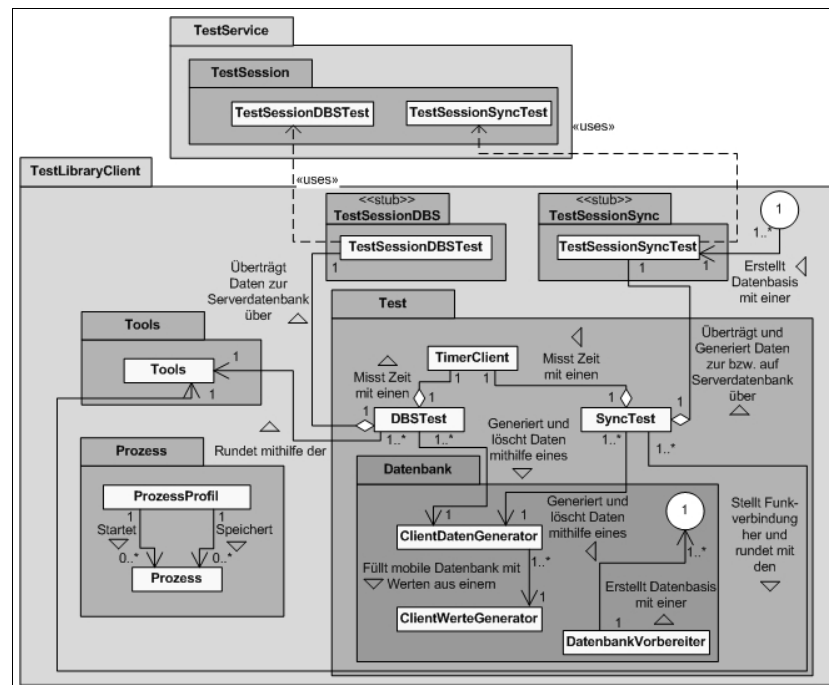 TestService
TestSession
TestSessionDBSTest
TestSessionSyncTest
«uses»
TestLibraryClient
«uses»
<<stub>>
TestSessionDBS
TestSessionDBSTest
1
<<stub>>
TestSessionSync
TestSessionSyncTest
1
1
1
1..*
Erstellt
Datenbasis
mit einer
Überträgt
Daten zur
Serverdatenbank
über
Test
Tools
Tools
1
1
TimerClient
1
1
Misst Zeit
mit einen
Misst Zeit
mit einen
Überträgt und
Generiert Daten
zur bzw. auf
Serverdatenbank
über
1
1
DBSTest
1..*
1..*
1
1
SyncTest
1..*
1..*
Rundet mithilfe der
Generiert und
löscht Daten
mithilfe eines
Prozess
ProzessProfil
1
1
Startet
Speichert
0..*
0..*
Prozess
Datenbank
1
1
ClientDatenGenerator
Generiert und
löscht Daten
mithilfe eines
1
1..*
Stellt Funk-
verbindung
her und
rundet mit
den
Füllt mobile Datenbank mit
Werten aus einem
1..*
1
ClientWerteGenerator
Erstellt Datenbasis
mit einer
1
DatenbankVorbereiter